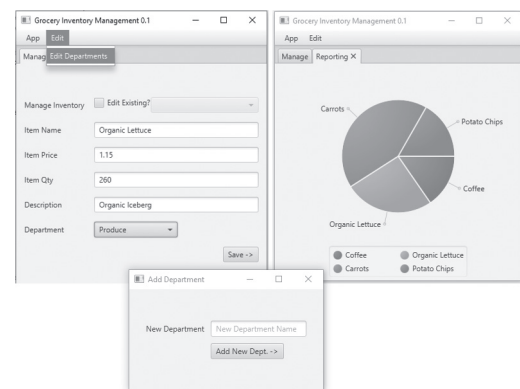 Grocery Inventory Management 0.1
App Edit
Manag Edit Departments
Manage Inventory Edit Existing?
Item Name Organic Lettuce
Item Price 1.15
Item Qty 260
Description Organic Iceberg
Department Produce
Save ->
Grocery Inventory Management 0.1
App Edit
Manage Reporting X
Carrots
Potato Chips
Coffee
Organic Lettuce
Coffee Organic Lettuce
Carrots Potato Chips
Add Department
New Department New Department Name
Add New Dept. ->